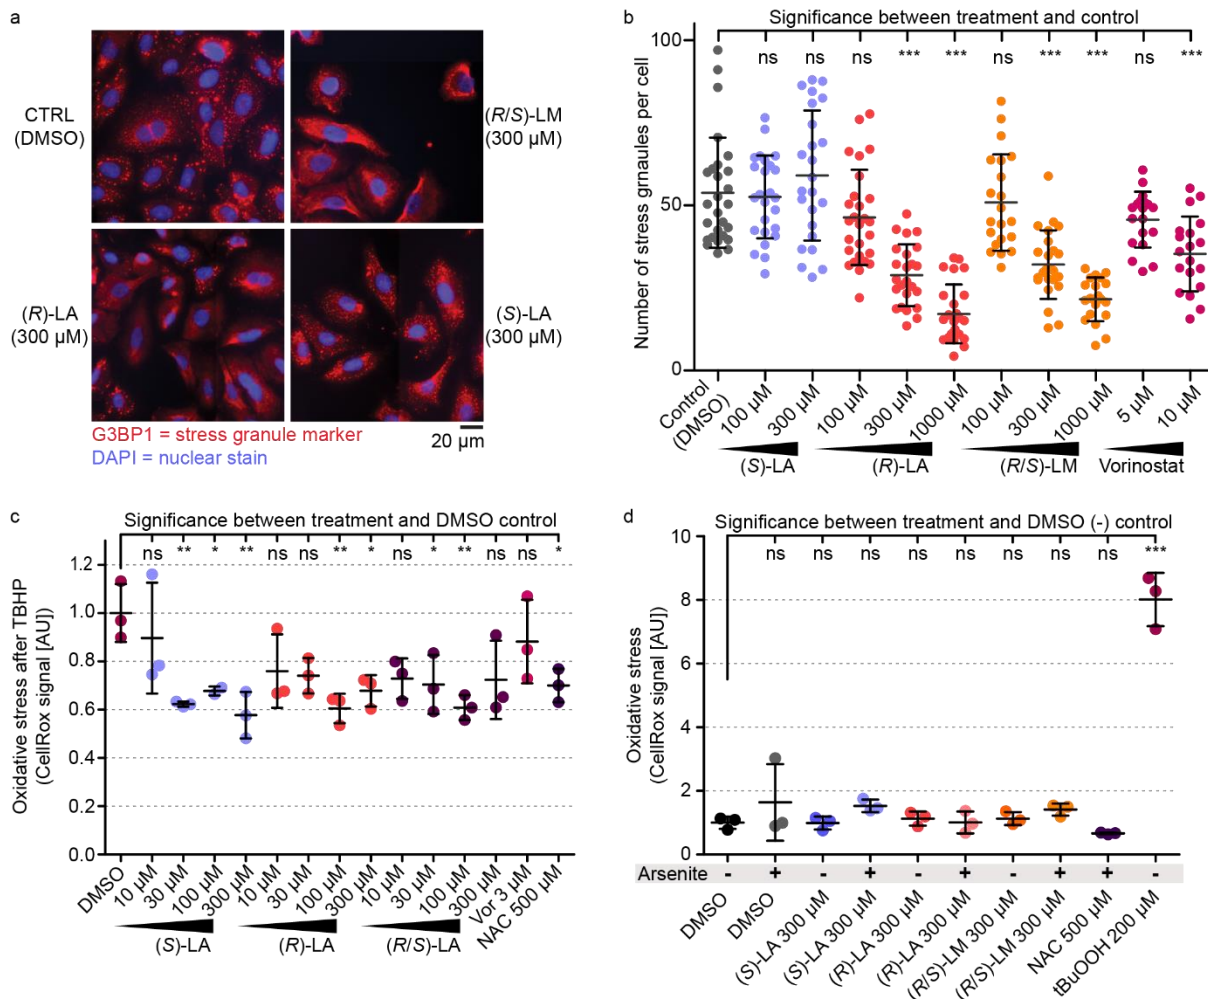 a
CTRL
(DMSO)
(R/S)-LM
(300 µM)
(R)-LA
(300 µM)
(S)-LA
(300 µM)
G3BP1 = stress granule marker
DAPI = nuclear stain
20 µm
b
Significance between treatment and control
ns ns ns *** *** ns *** *** ns ***
Number of stress grnaules per cell
100
50
0
Control
(DMSO)
100 µM
300 µM
100 µM
300 µM
1000 µM
100 µM
300 µM
1000 µM
5 µM
10 µM
(S)-LA
(R)-LA
(R/S)-LM
Vorinostat
c
Significance between treatment and DMSO control
ns ** * ** ns ns ** * ns * ** ns ns *
Oxidative stress after TBHP
(CellRox signal [AU])
1.2
1.0
0.8
0.6
0.4
0.2
0.0
DMSO
10 µM
30 µM
100 µM
300 µM
10 µM
30 µM
100 µM
300 µM
10 µM
30 µM
100 µM
300 µM
Vor 3 µM
NAC 500 µM
(S)-LA
(R)-LA
(R/S)-LA
d
Significance between treatment and DMSO (-) control
ns ns ns ns ns ns ns ns ***
Oxidative stress
(CellRox signal [AU])
10
8
6
4
2
0
Arsenite - + - + - + - + + -
DMSO
DMSO
(S)-LA 300 µM
(S)-LA 300 µM
(R)-LA 300 µM
(R)-LA 300 µM
(R/S)-LM 300 µM
(R/S)-LM 300 µM
NAC 500 µM
tBuOOH 200 µM